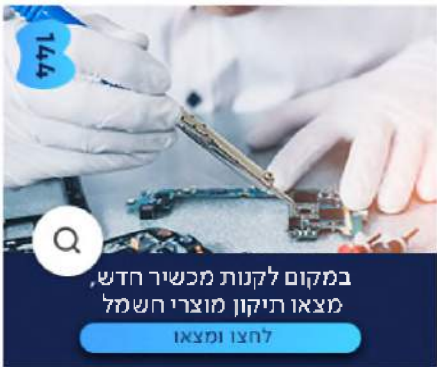 144
במקום לקנות מכשיר חדש,
מצאו תיקון מוצרי חשמל
לחצו ומצאו